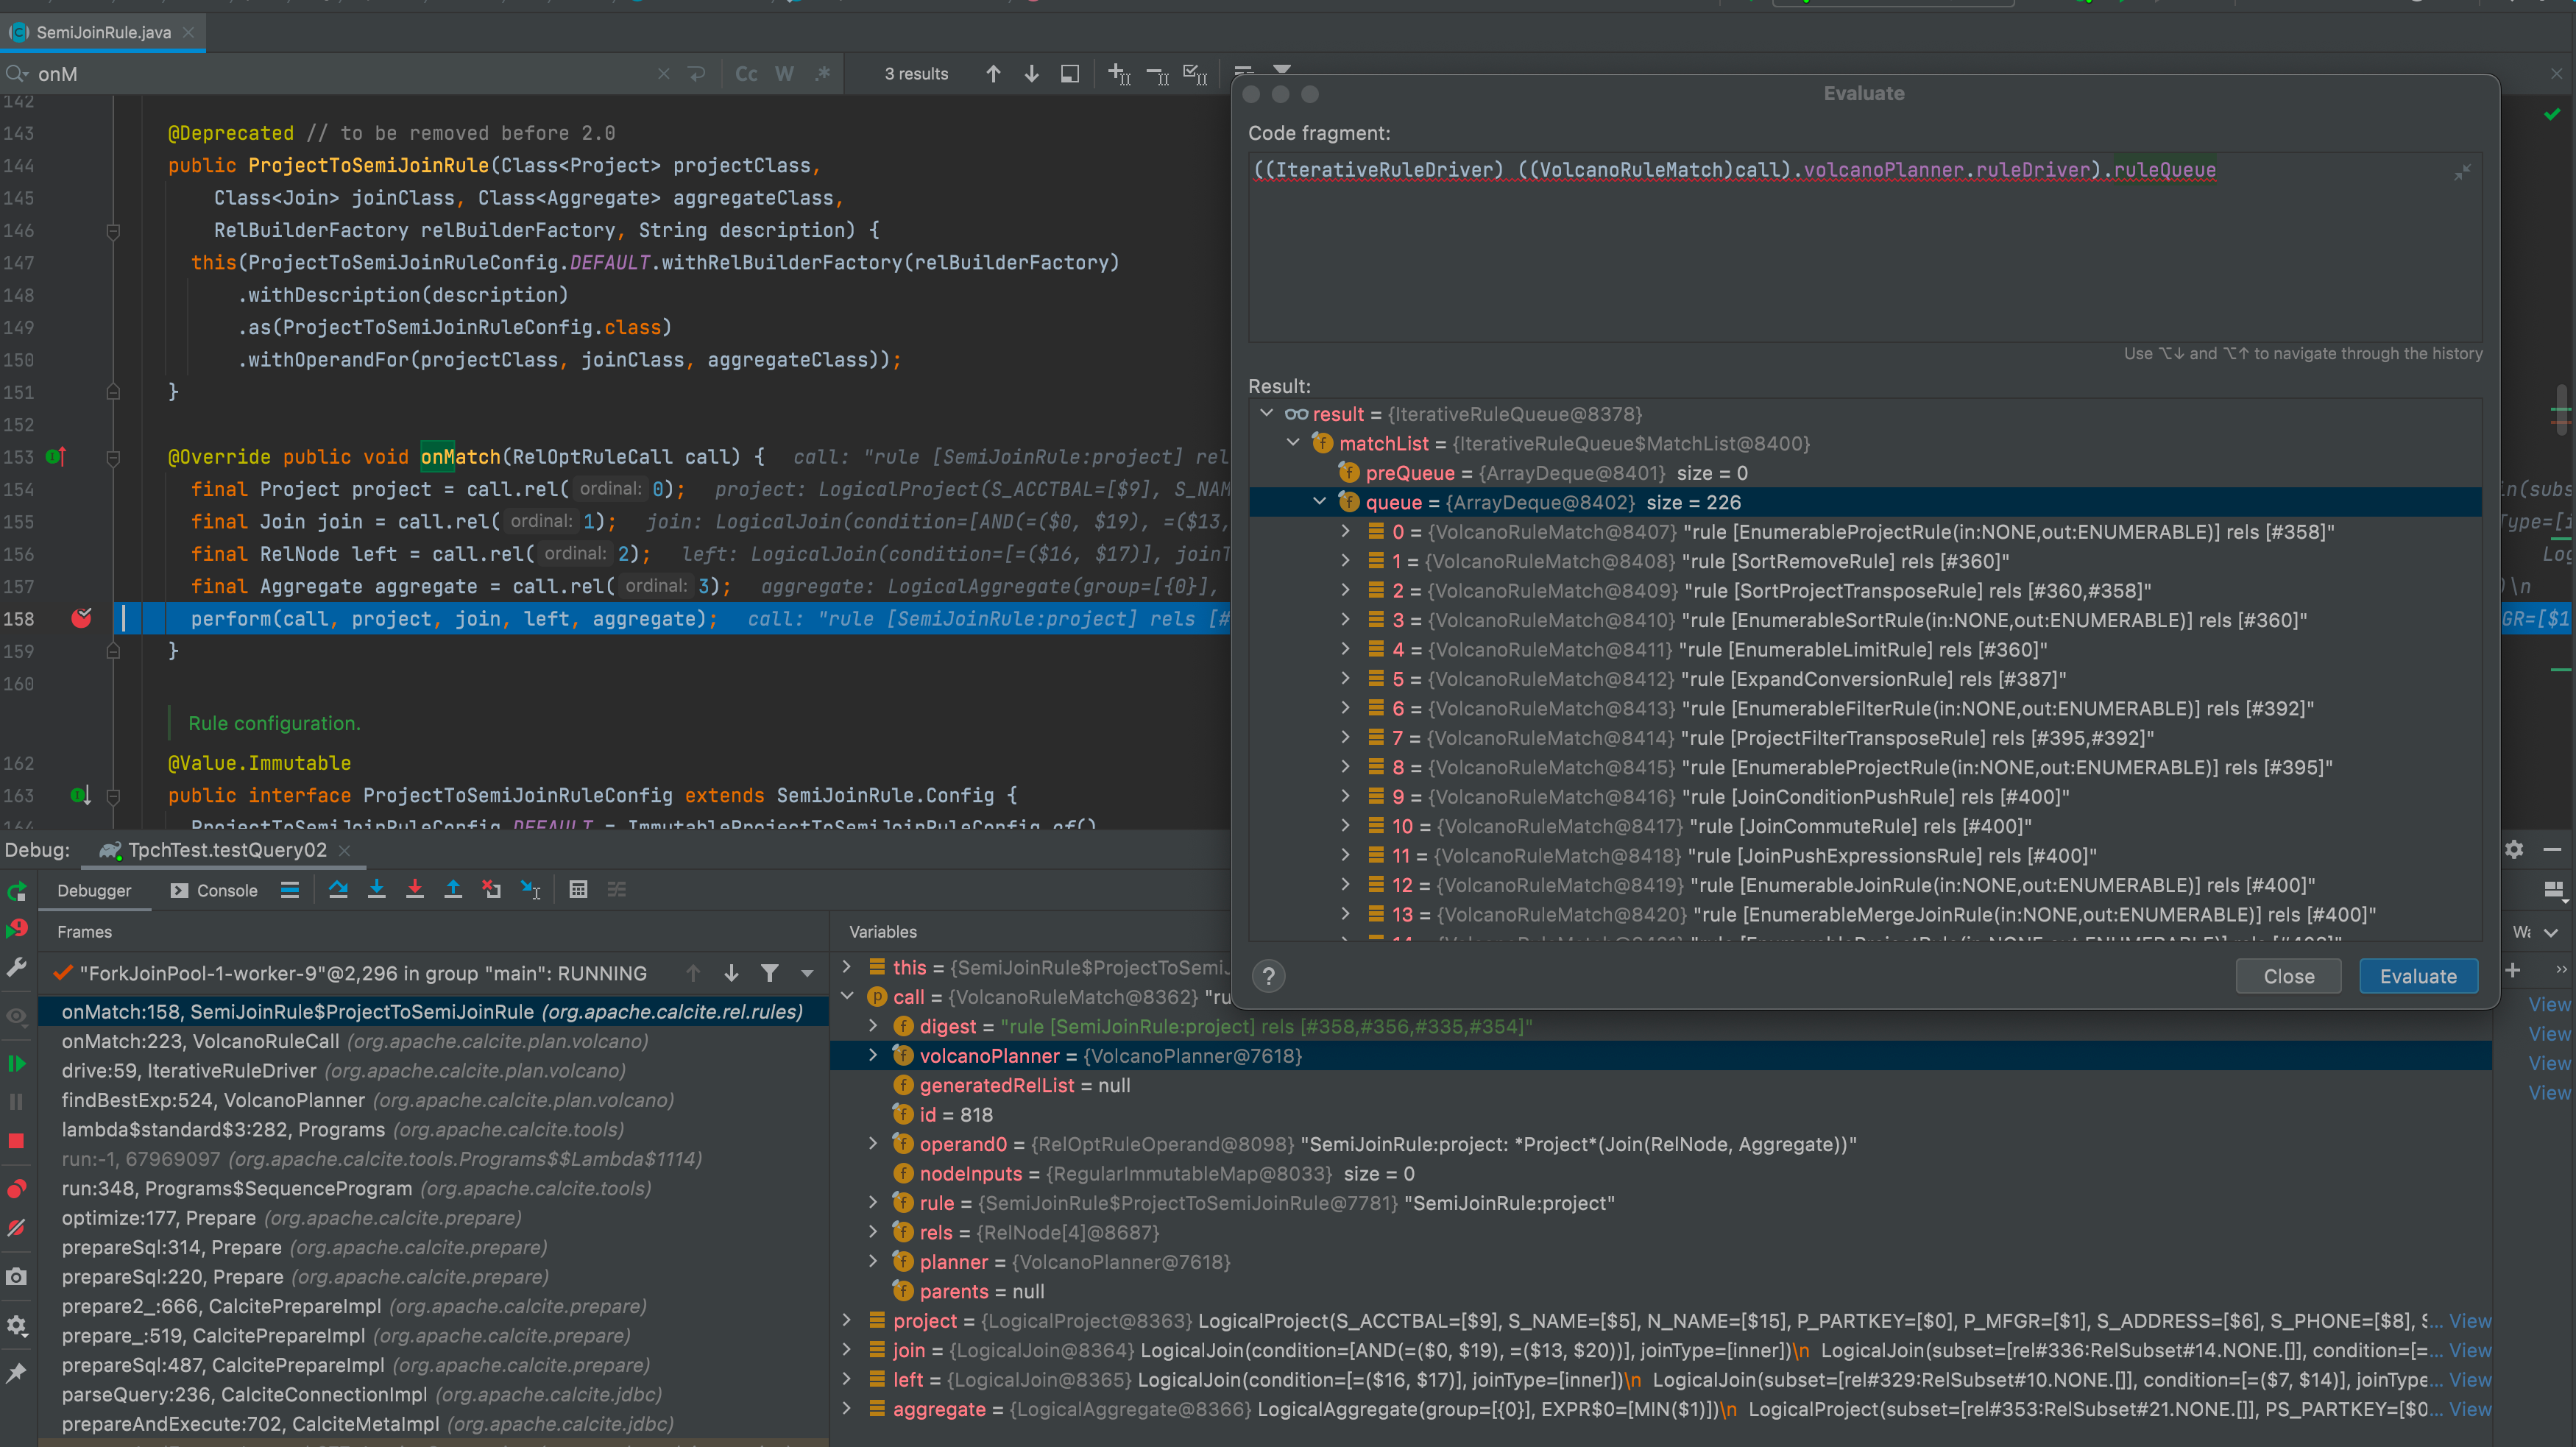 SemiJoinRule.java
onM
Cc W .*
3 results
142
143 @Deprecated // to be removed before 2.0
144 public ProjectToSemiJoinRule(Class<Project> projectClass,
145 Class<Join> joinClass, Class<Aggregate> aggregateClass,
146 RelBuilderFactory relBuilderFactory, String description) {
147 this(ProjectToSemiJoinRuleConfig.DEFAULT.withRelBuilderFactory(relBuilderFactory)
148 .withDescription(description)
149 .as(ProjectToSemiJoinRuleConfig.class)
150 .withOperandFor(projectClass, joinClass, aggregateClass));
151 }
152
153 @Override public void onMatch(RelOptRuleCall call) { call: "rule [SemiJoinRule:project] rel
154 final Project project = call.rel( ordinal: 0); project: LogicalProject(S_ACCTBAL=[$9], S_NAM
155 final Join join = call.rel( ordinal: 1); join: LogicalJoin(condition=[AND(=($0, $19), =($13,
156 final RelNode left = call.rel( ordinal: 2); left: LogicalJoin(condition=[=($16, $17)], joinT
157 final Aggregate aggregate = call.rel( ordinal: 3); aggregate: LogicalAggregate(group=[{0}],
158 perform(call, project, join, left, aggregate); call: "rule [SemiJoinRule:project] rels [#
159 }
160
Rule configuration.
162 @Value.Immutable
163 public interface ProjectToSemiJoinRuleConfig extends SemiJoinRule.Config {
164 ProjectToSemiJoinRuleConfig DEFAULT = ImmutableProjectToSemiJoinRuleConfig.of()
Evaluate
Code fragment:
((IterativeRuleDriver) ((VolcanoRuleMatch)call).volcanoPlanner.ruleDriver).ruleQueue
Use ⌥↓ and ⌥↑ to navigate through the history
Result:
result = {IterativeRuleQueue@8378}
matchList = {IterativeRuleQueue$MatchList@8400}
preQueue = {ArrayDeque@8401} size = 0
queue = {ArrayDeque@8402} size = 226
0 = {VolcanoRuleMatch@8407} "rule [EnumerableProjectRule(in:NONE,out:ENUMERABLE)] rels [#358]"
1 = {VolcanoRuleMatch@8408} "rule [SortRemoveRule] rels [#360]"
2 = {VolcanoRuleMatch@8409} "rule [SortProjectTransposeRule] rels [#360,#358]"
3 = {VolcanoRuleMatch@8410} "rule [EnumerableSortRule(in:NONE,out:ENUMERABLE)] rels [#360]"
4 = {VolcanoRuleMatch@8411} "rule [EnumerableLimitRule] rels [#360]"
5 = {VolcanoRuleMatch@8412} "rule [ExpandConversionRule] rels [#387]"
6 = {VolcanoRuleMatch@8413} "rule [EnumerableFilterRule(in:NONE,out:ENUMERABLE)] rels [#392]"
7 = {VolcanoRuleMatch@8414} "rule [ProjectFilterTransposeRule] rels [#395,#392]"
8 = {VolcanoRuleMatch@8415} "rule [EnumerableProjectRule(in:NONE,out:ENUMERABLE)] rels [#395]"
9 = {VolcanoRuleMatch@8416} "rule [JoinConditionPushRule] rels [#400]"
10 = {VolcanoRuleMatch@8417} "rule [JoinCommuteRule] rels [#400]"
11 = {VolcanoRuleMatch@8418} "rule [JoinPushExpressionsRule] rels [#400]"
12 = {VolcanoRuleMatch@8419} "rule [EnumerableJoinRule(in:NONE,out:ENUMERABLE)] rels [#400]"
13 = {VolcanoRuleMatch@8420} "rule [EnumerableMergeJoinRule(in:NONE,out:ENUMERABLE)] rels [#400]"
? Close Evaluate
in(subs
Type=[i
Log
)\n
GR=[$1
Debug: TpchTest.testQuery02
Debugger Console
Frames
"ForkJoinPool-1-worker-9"@2,296 in group "main": RUNNING
onMatch:158, SemiJoinRule$ProjectToSemiJoinRule (org.apache.calcite.rel.rules)
onMatch:223, VolcanoRuleCall (org.apache.calcite.plan.volcano)
drive:59, IterativeRuleDriver (org.apache.calcite.plan.volcano)
findBestExp:524, VolcanoPlanner (org.apache.calcite.plan.volcano)
lambda$standard$3:282, Programs (org.apache.calcite.tools)
run:-1, 67969097 (org.apache.calcite.tools.Programs$$Lambda$1114)
run:348, Programs$SequenceProgram (org.apache.calcite.tools)
optimize:177, Prepare (org.apache.calcite.prepare)
prepareSql:314, Prepare (org.apache.calcite.prepare)
prepareSql:220, Prepare (org.apache.calcite.prepare)
prepare2_:666, CalcitePrepareImpl (org.apache.calcite.prepare)
prepare_:519, CalcitePrepareImpl (org.apache.calcite.prepare)
prepareSql:487, CalcitePrepareImpl (org.apache.calcite.prepare)
parseQuery:236, CalciteConnectionImpl (org.apache.calcite.jdbc)
prepareAndExecute:702, CalciteMetaImpl (org.apache.calcite.jdbc)
Variables
this = {SemiJoinRule$ProjectToSemiJ
call = {VolcanoRuleMatch@8362} "ru
digest = "rule [SemiJoinRule:project] rels [#358,#356,#335,#354]"
volcanoPlanner = {VolcanoPlanner@7618}
generatedRelList = null
id = 818
operand0 = {RelOptRuleOperand@8098} "SemiJoinRule:project: *Project*(Join(RelNode, Aggregate))"
nodeInputs = {RegularImmutableMap@8033} size = 0
rule = {SemiJoinRule$ProjectToSemiJoinRule@7781} "SemiJoinRule:project"
rels = {RelNode[4]@8687}
planner = {VolcanoPlanner@7618}
parents = null
project = {LogicalProject@8363} LogicalProject(S_ACCTBAL=[$9], S_NAME=[$5], N_NAME=[$15], P_PARTKEY=[$0], P_MFGR=[$1], S_ADDRESS=[$6], S_PHONE=[$8], S... View
join = {LogicalJoin@8364} LogicalJoin(condition=[AND(=($0, $19), =($13, $20))], joinType=[inner])\n LogicalJoin(subset=[rel#336:RelSubset#14.NONE.[]], condition=[=... View
left = {LogicalJoin@8365} LogicalJoin(condition=[=($16, $17)], joinType=[inner])\n LogicalJoin(subset=[rel#329:RelSubset#10.NONE.[]], condition=[=($7, $14)], joinType... View
aggregate = {LogicalAggregate@8366} LogicalAggregate(group=[{0}], EXPR$0=[MIN($1)])\n LogicalProject(subset=[rel#353:RelSubset#21.NONE.[]], PS_PARTKEY=[$0... View
View
View
View
View